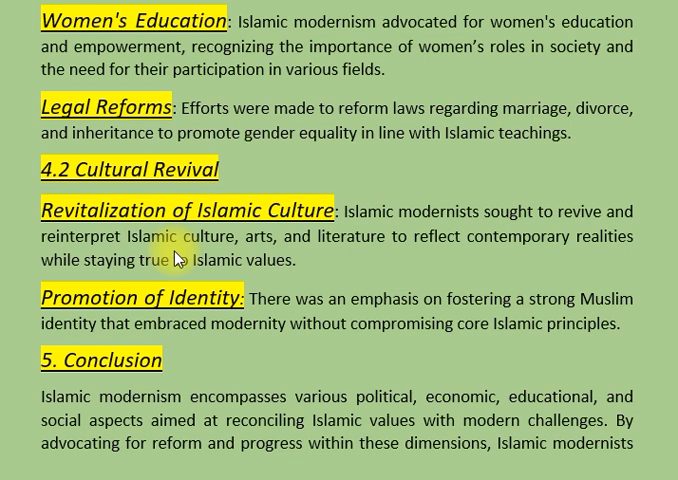 Women's Education: Islamic modernism advocated for women's education
and empowerment, recognizing the importance of women’s roles in society and
the need for their participation in various fields.
Legal Reforms: Efforts were made to reform laws regarding marriage, divorce,
and inheritance to promote gender equality in line with Islamic teachings.
4.2 Cultural Revival
Revitalization of Islamic Culture: Islamic modernists sought to revive and
reinterpret Islamic culture, arts, and literature to reflect contemporary realities
while staying true to Islamic values.
Promotion of Identity: There was an emphasis on fostering a strong Muslim
identity that embraced modernity without compromising core Islamic principles.
5. Conclusion
Islamic modernism encompasses various political, economic, educational, and
social aspects aimed at reconciling Islamic values with modern challenges. By
advocating for reform and progress within these dimensions, Islamic modernists